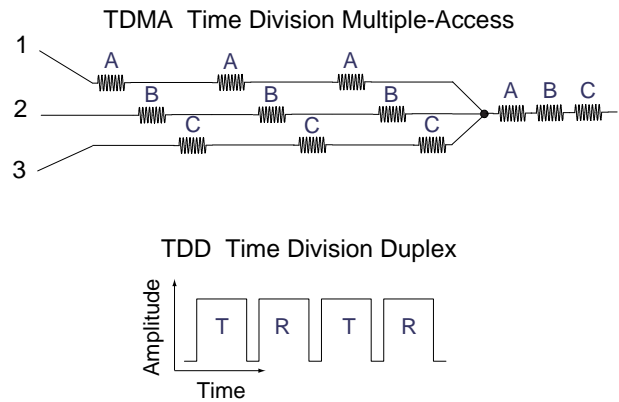 TDMA Time Division Multiple-Access
1
A A A
A B C
2
B B B
C C C
3
TDD Time Division Duplex
Amplitude
T R T R
Time